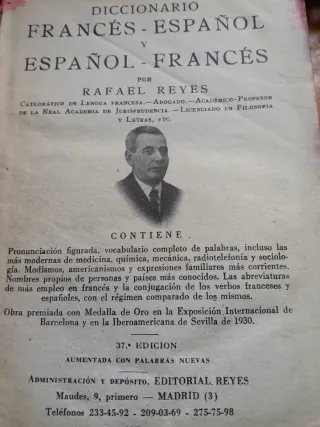 DICCIONARIO
FRANCÉS - ESPAÑOL
Y
ESPAÑOL - FRANCÉS
POR
RAFAEL REYES
CATEDRÁTICO DE LENGUA FRANCESA.—ABOGADO.—ACADÉMICO-PROFESOR
DE LA REAL ACADEMIA DE JURISPRUDENCIA.—LICENCIADO EN FILOSOFÍA
Y LETRAS, ETC.
CONTIENE
Pronunciación figurada, vocabulario completo de palabras, incluso las
más modernas de medicina, química, mecánica, radiotelefonía y sociolo-
gía. Modismos, americanismos y expresiones familiares más corrientes.
Nombres propios de personas y países más conocidos. Las abreviaturas
de más empleo en francés y la conjugación de los verbos franceses y
españoles, con el régimen comparado de los mismos.
Obra premiada con Medalla de Oro en la Exposición Internacional de
Barcelona y en la Iberoamericana de Sevilla de 1930.
37.ª EDICION
AUMENTADA CON PALABRAS NUEVAS
ADMINISTRACIÓN Y DEPÓSITO. EDITORIAL REYES
Maudes, 9, primero — MADRID (3)
Teléfonos 233-45-92 - 209-03-69 - 275-75-98